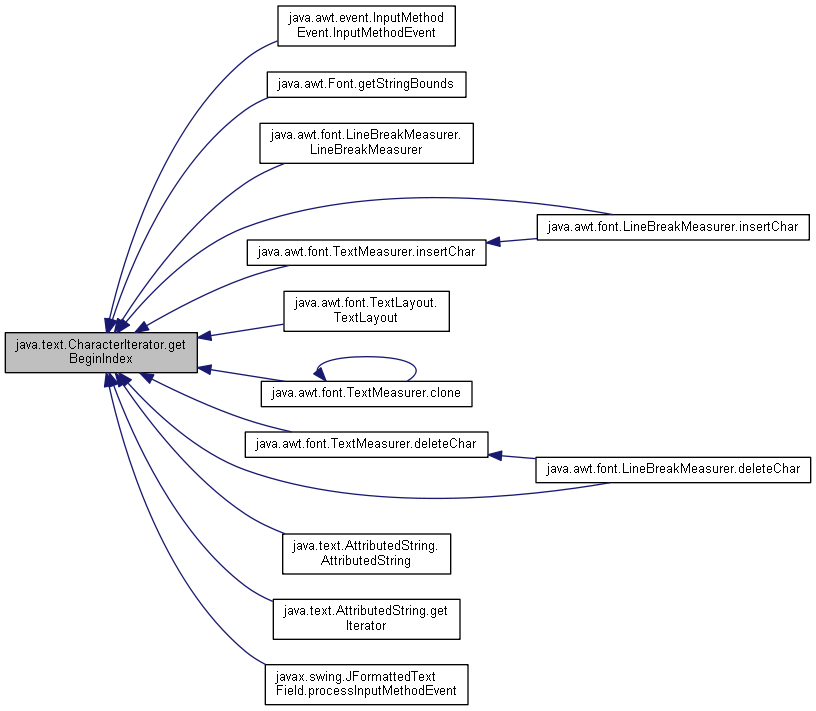 java.awt.event.InputMethod
Event.InputMethodEvent
java.awt.Font.getStringBounds
java.awt.font.LineBreakMeasurer.
LineBreakMeasurer
java.awt.font.LineBreakMeasurer.insertChar
java.awt.font.TextMeasurer.insertChar
java.awt.font.TextLayout.
TextLayout
java.text.CharacterIterator.get
BeginIndex
java.awt.font.TextMeasurer.clone
java.awt.font.TextMeasurer.deleteChar
java.awt.font.LineBreakMeasurer.deleteChar
java.text.AttributedString.
AttributedString
java.text.AttributedString.get
Iterator
javax.swing.JFormattedText
Field.processInputMethodEvent